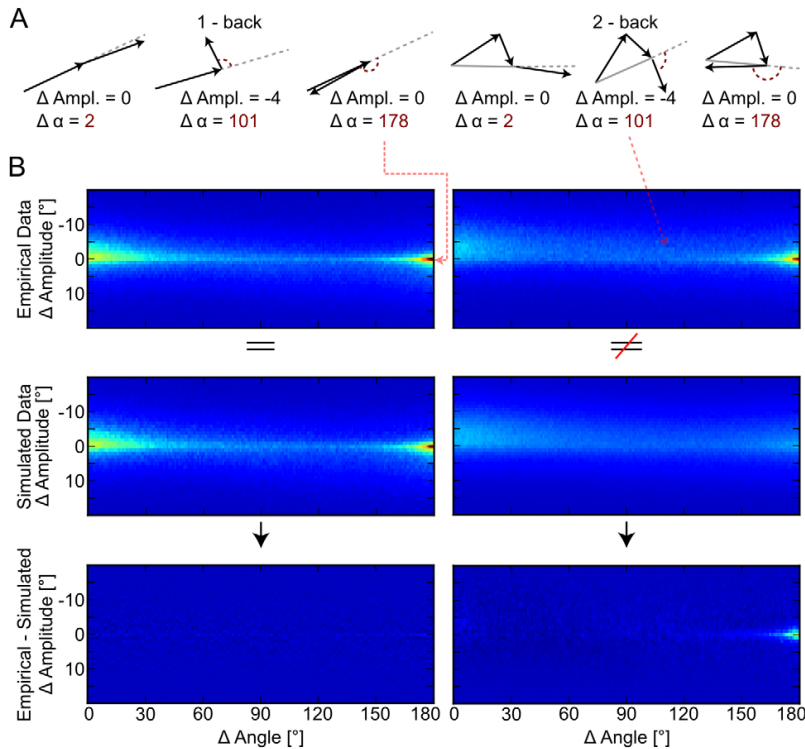 A
1 - back
2 - back
Δ Ampl. = 0
Δ α = 2
Δ Ampl. = -4
Δ α = 101
Δ Ampl. = 0
Δ α = 178
Δ Ampl. = 0
Δ α = 2
Δ Ampl. = -4
Δ α = 101
Δ Ampl. = 0
Δ α = 178
B
Empirical Data
Δ Amplitude [°]
-10
0
10
=
≠
Simulated Data
Δ Amplitude [°]
-10
0
10
Empirical - Simulated
Δ Amplitude [°]
-10
0
10
0 30 60 90 120 150 180
0 30 60 90 120 150 180
Δ Angle [°]
Δ Angle [°]